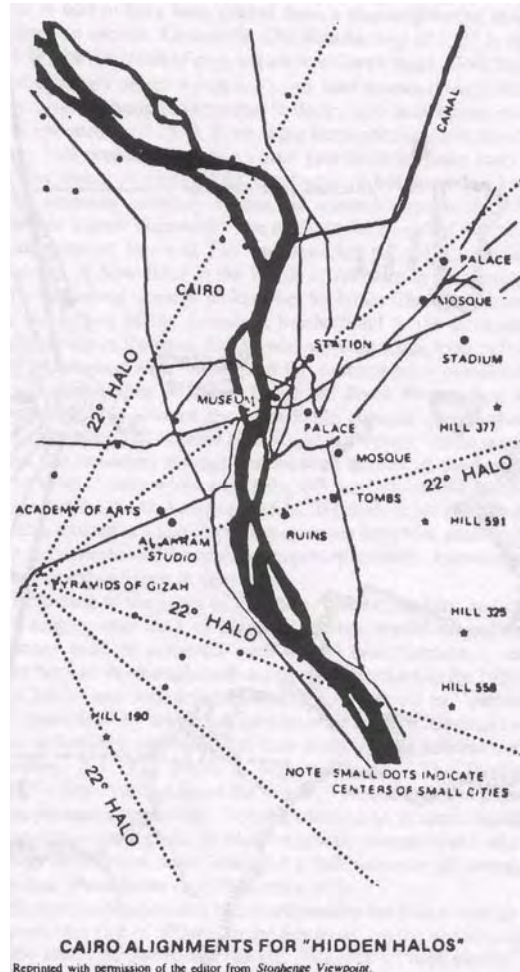 CANAL
PALACE
MOSQUE
CAIRO
STATION
STADIUM
22° HALO
MUSEUM
PALACE
HILL 377
MOSQUE
22° HALO
TOMBS
ACADEMY OF ARTS
AL AHRAM
STUDIO
RUINS
HILL 591
PYRAMIDS OF GIZAH
22° HALO
HILL 325
HILL 558
HILL 190
22° HALO
NOTE SMALL DOTS INDICATE
CENTERS OF SMALL CITIES
CAIRO ALIGNMENTS FOR "HIDDEN HALOS"
Reprinted with permission of the editor from Stonehenge Viewpoint.